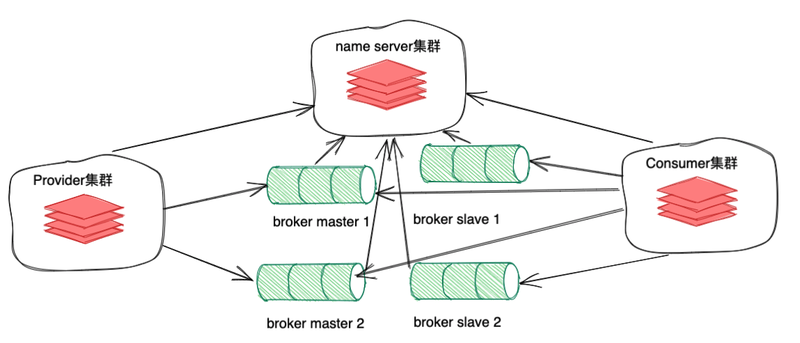 name server集群
Provider集群
Consumer集群
broker master 1
broker slave 1
broker master 2
broker slave 2